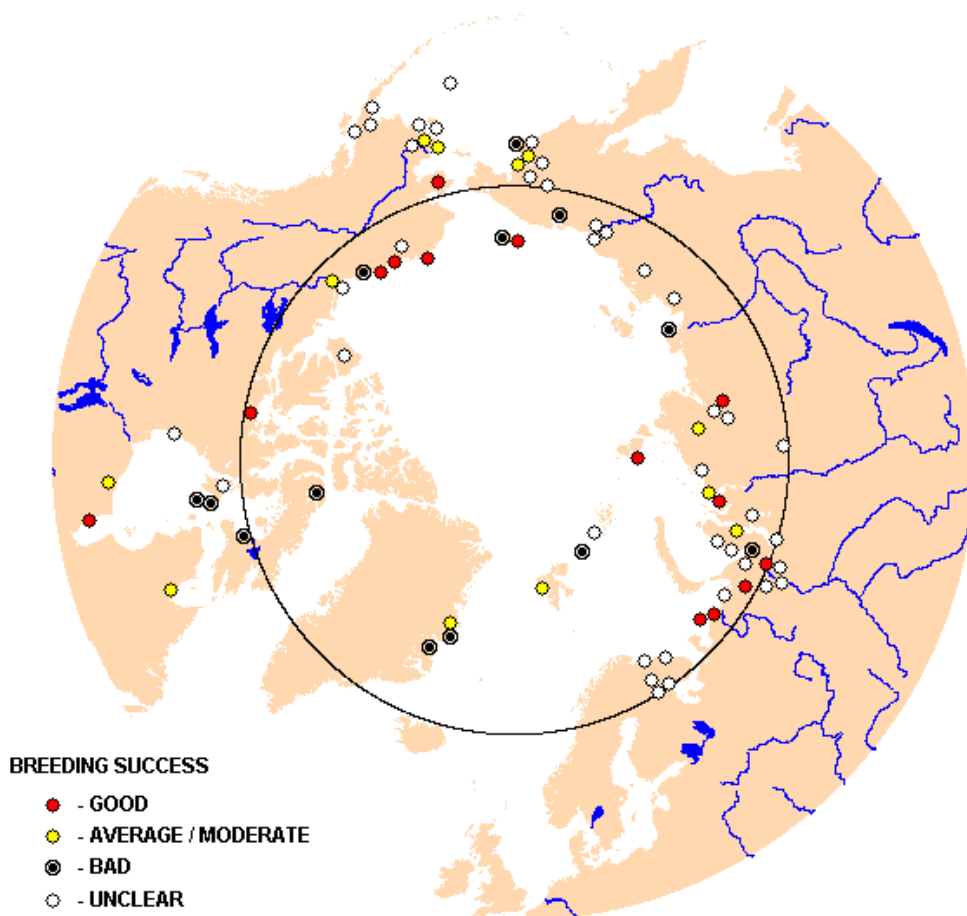 BREEDING SUCCESS
- GOOD
- AVERAGE / MODERATE
- BAD
- UNCLEAR